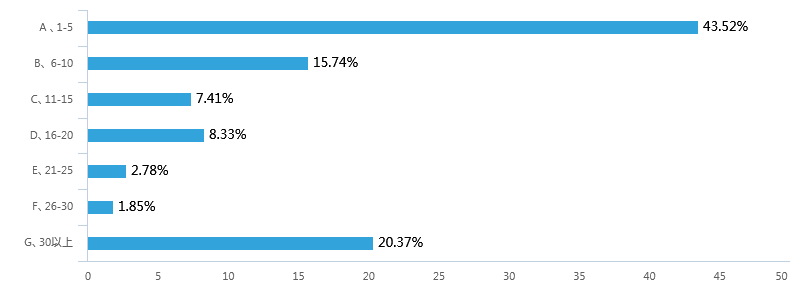 A 、1-5 43.52%
B、 6-10 15.74%
C、11-15 7.41%
D、16-20 8.33%
E、21-25 2.78%
F、26-30 1.85%
G、30以上 20.37%
0 5 10 15 20 25 30 35 40 45 50